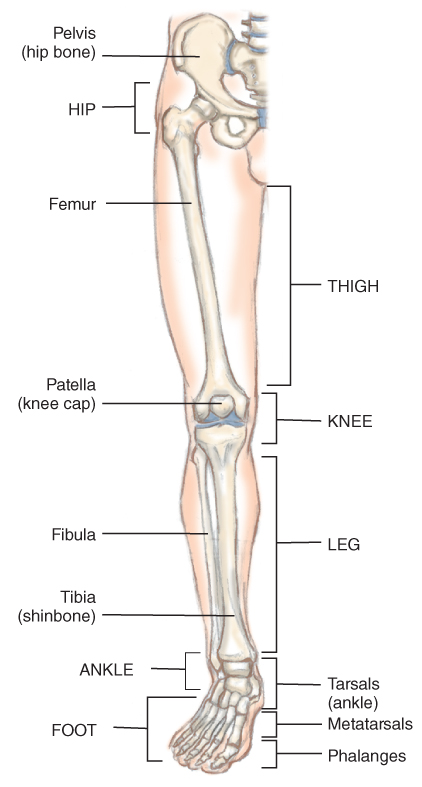 Pelvis
(hip bone)
HIP
Femur
THIGH
Patella
(knee cap)
KNEE
Fibula
LEG
Tibia
(shinbone)
ANKLE
Tarsals
(ankle)
Metatarsals
FOOT
Phalanges